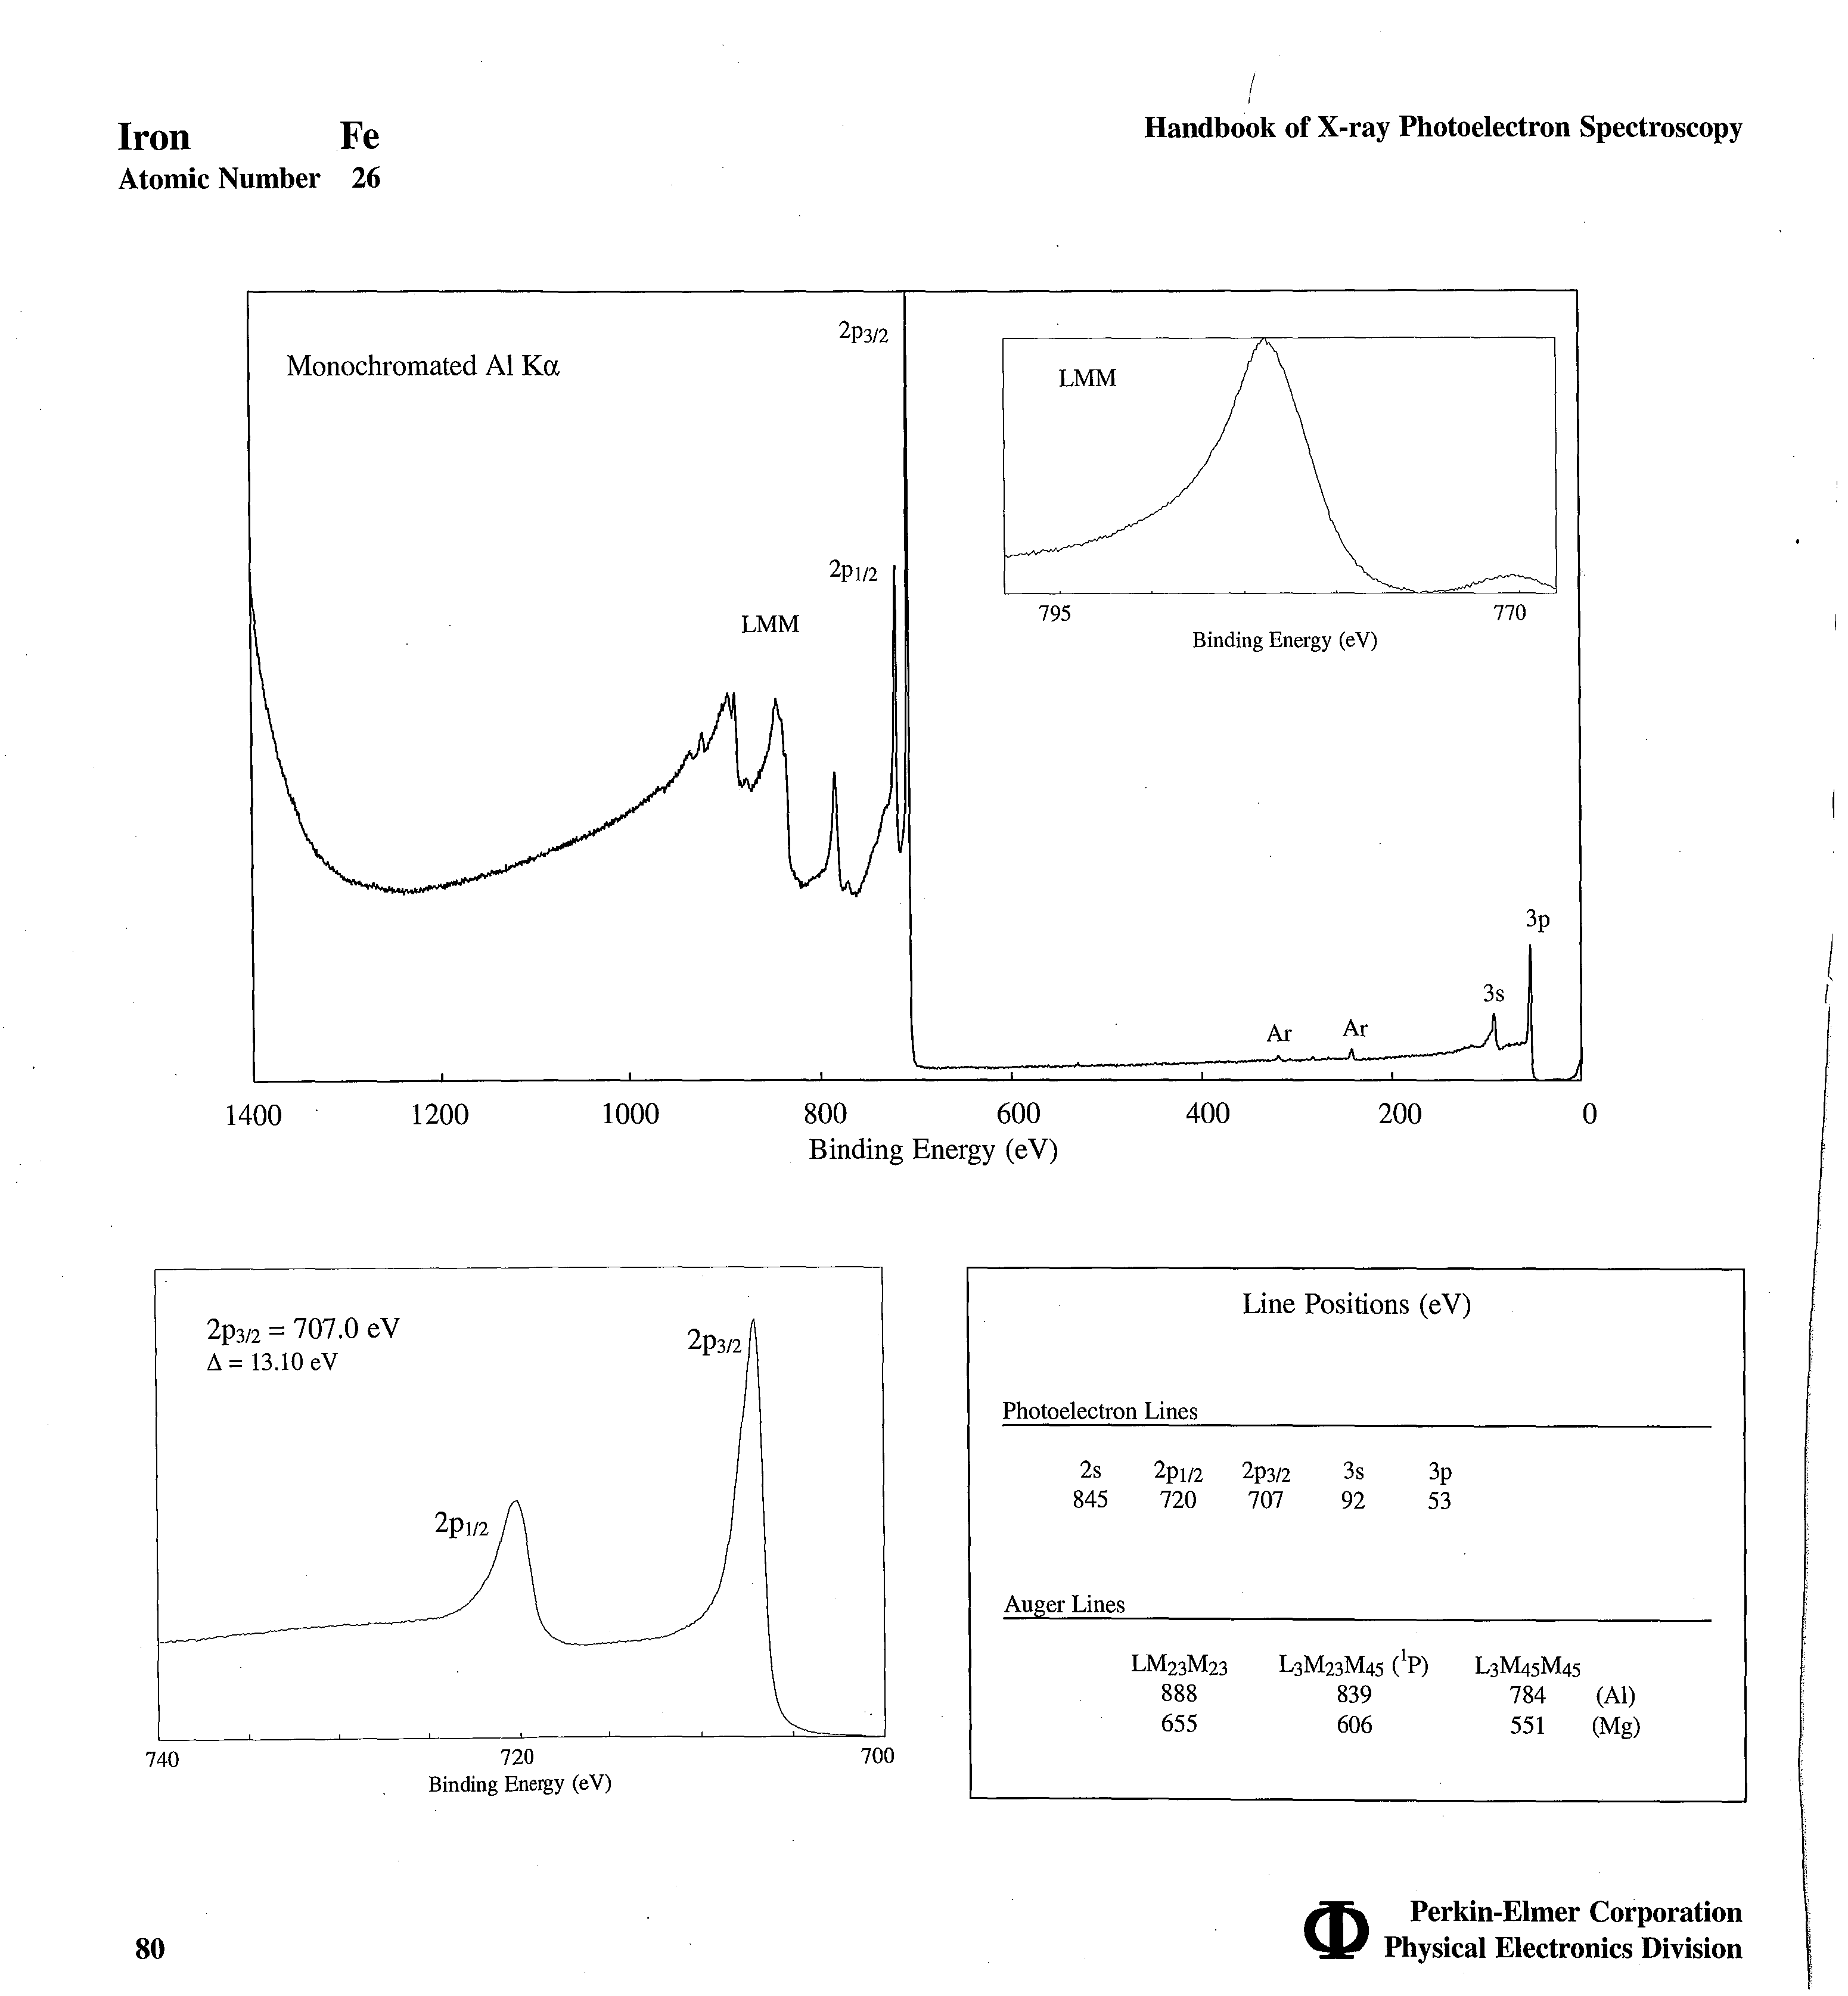 Iron Fe
Atomic Number 26
Handbook of X-ray Photoelectron Spectroscopy
Monochromated Al Kα
2p3/2
2p1/2
LMM
LMM
795 770
Binding Energy (eV)
3p
3s
Ar Ar
1400 1200 1000 800 600 400 200 0
Binding Energy (eV)
2p3/2 = 707.0 eV
Δ = 13.10 eV
2p3/2
2p1/2
740 720 700
Binding Energy (eV)
Line Positions (eV)
Photoelectron Lines
2s 2p1/2 2p3/2 3s 3p
845 720 707 92 53
Auger Lines
LM23M23 L3M23M45 (¹P) L3M45M45
888 839 784 (Al)
655 606 551 (Mg)
80
Perkin-Elmer Corporation
Physical Electronics Division